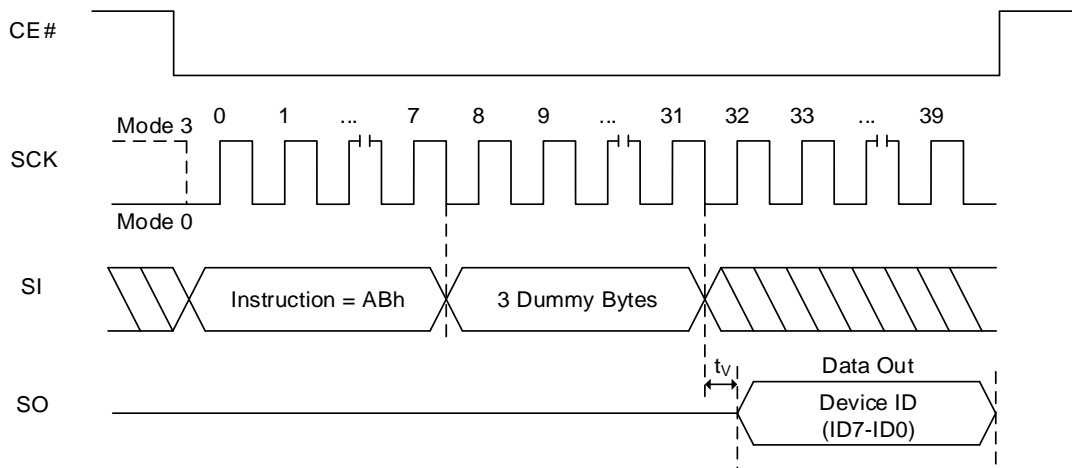 CE#
SCK
Mode 3
0 1 ... 7 8 9 ... 31 32 33 ... 39
Mode 0
SI
Instruction = ABh
3 Dummy Bytes
tV
Data Out
SO
Device ID
(ID7-ID0)